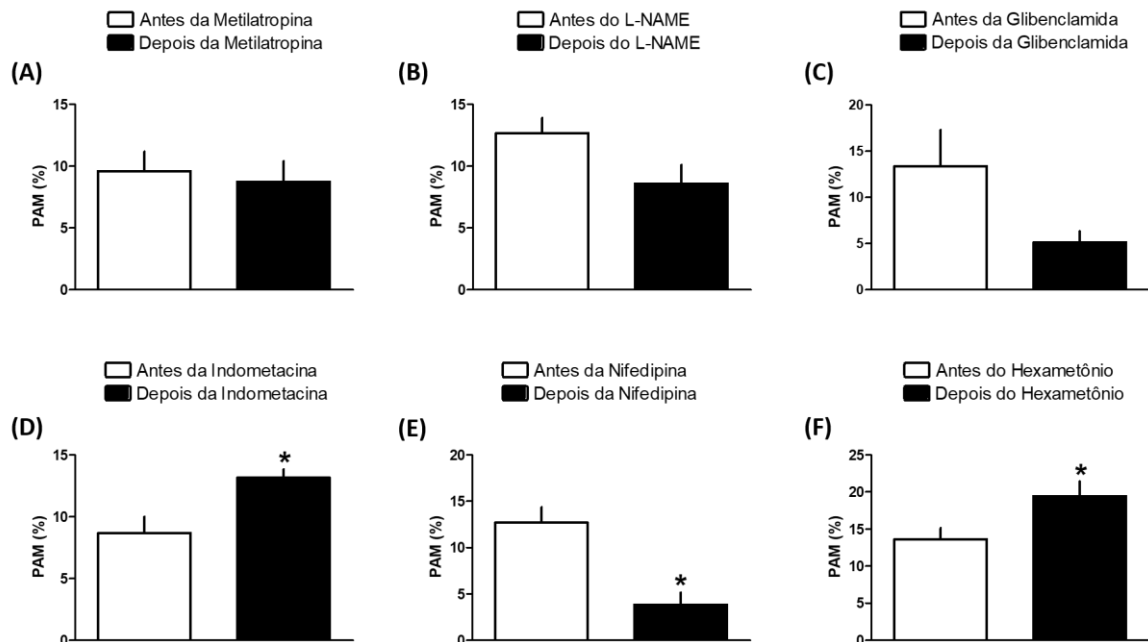 Antes da Metilatropina
Depois da Metilatropina
Antes do L-NAME
Depois do L-NAME
Antes da Glibenclamida
Depois da Glibenclamida
(A)
(B)
(C)
15
10
5
0
PAM (%)
15
10
5
0
PAM (%)
20
15
10
5
0
PAM (%)
Antes da Indometacina
Depois da Indometacina
Antes da Nifedipina
Depois da Nifedipina
Antes do Hexametônio
Depois do Hexametônio
(D)
(E)
(F)
15
10
5
0
PAM (%)
*
20
15
10
5
0
PAM (%)
*
25
20
15
10
5
0
PAM (%)
*